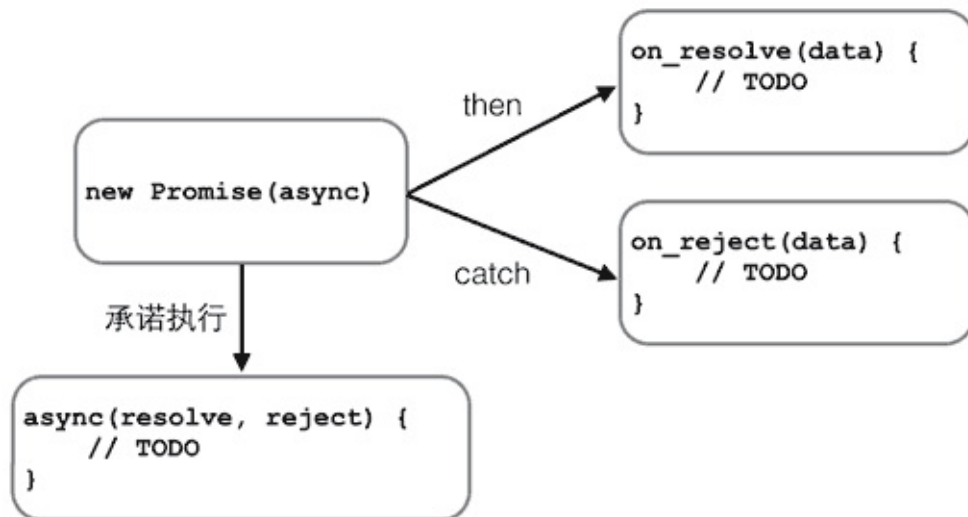 on_resolve(data) {
    // TODO
}
then
new Promise(async)
on_reject(data) {
    // TODO
}
catch
承诺执行
async(resolve, reject) {
    // TODO
}